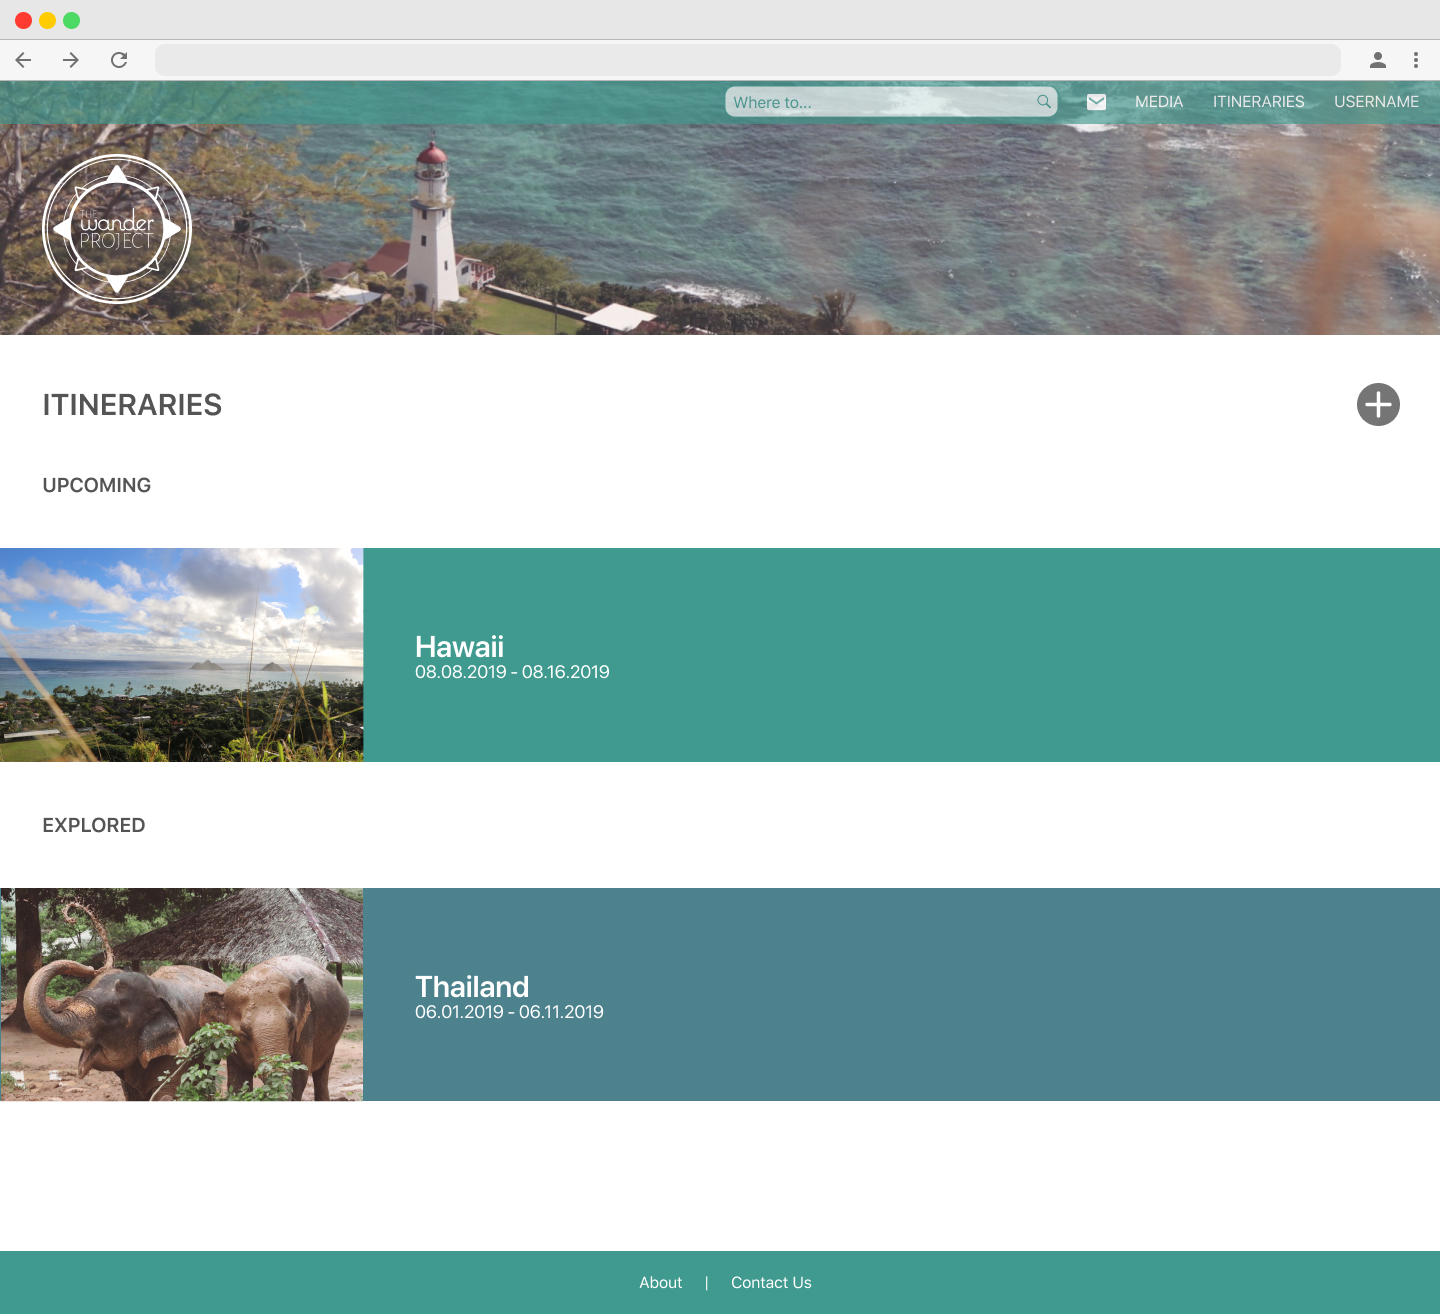 Where to...
MEDIA
ITINERARIES
USERNAME
THE
wander
PROJECT
ITINERARIES
UPCOMING
Hawaii
08.08.2019 - 08.16.2019
EXPLORED
Thailand
06.01.2019 - 06.11.2019
About | Contact Us